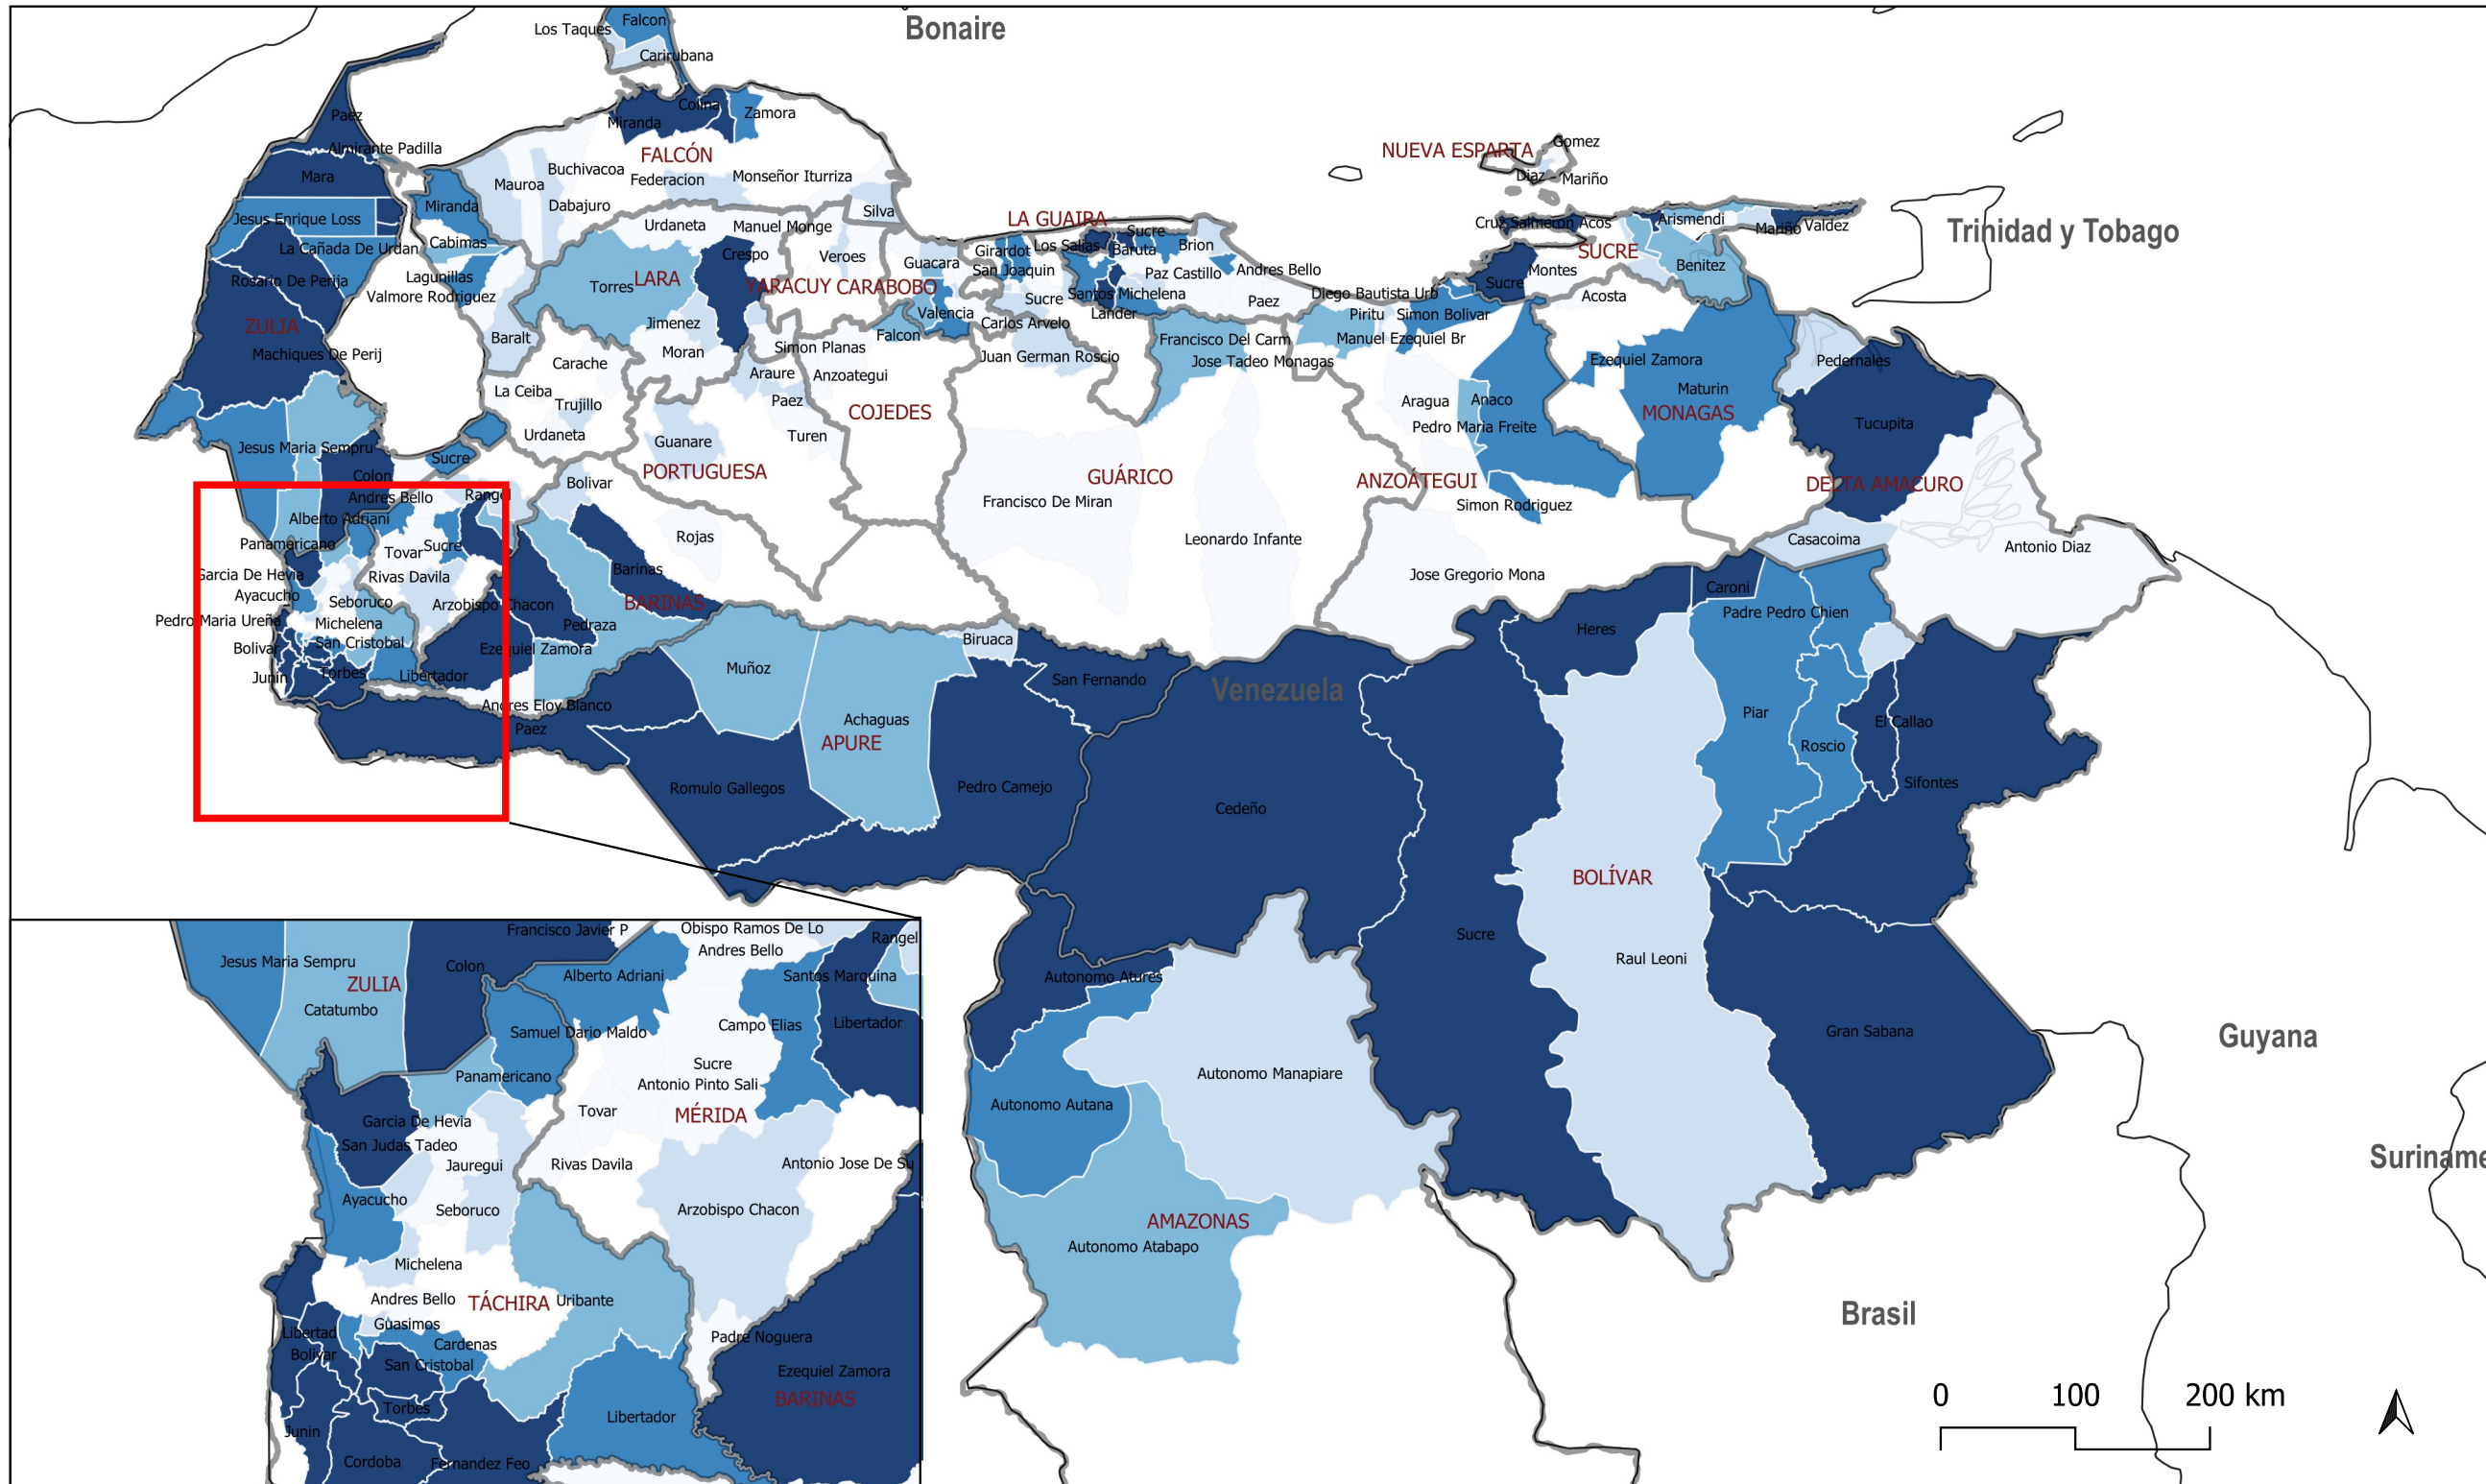 Bonaire
Falcon
Los Taques
Carirubana
Colina
Zamora
Miranda
Paez
Almirante Padilla
FALCÓN
NUEVA ESPARTA
Gomez
Mara
Mauroa
Buchivacoa
Federacion
Monseñor Iturriza
Diaz
Mariño
Miranda
Dabajuro
Silva
LA GUAIRA
Jesus Enrique Loss
Urdaneta
Manuel Monge
Cruz Salmeron Acos
Arismendi
Mariño
Valdez
Trinidad y Tobago
La Cañada De Urdan
Cabimas
Crespo
Veroes
Guacara
Girardot
Los Salias
Sucre
Baruta
Brion
SUCRE
Lagunillas
San Joaquin
Paz Castillo
Andres Bello
Montes
Benitez
Rosario De Perija
Valmore Rodriguez
Torres
LARA
YARACUY
CARABOBO
Sucre
Santos Michelena
Paez
Diego Bautista Urb
Sucre
Acosta
ZULIA
Jimenez
Valencia
Carlos Arvelo
Lander
Piritu
Simon Bolivar
Baralt
Falcon
Francisco Del Carm
Manuel Ezequiel Br
Machiques De Perij
Moran
Simon Planas
Juan German Roscio
Jose Tadeo Monagas
Ezequiel Zamora
Pedernales
Carache
Araure
Anzoategui
La Ceiba
Trujillo
Paez
COJEDES
Aragua
Anaco
Maturin
MONAGAS
Tucupita
Urdaneta
Guanare
Turen
Pedro Maria Freite
Jesus Maria Sempru
Sucre
PORTUGUESA
Colon
GUÁRICO
ANZOÁTEGUI
DELTA AMACURO
Andres Bello
Rangel
Bolivar
Francisco De Miran
Simon Rodriguez
Alberto Adriani
Panamericano
Tovar
Sucre
Rojas
Leonardo Infante
Casacoima
Antonio Diaz
Garcia De Hevia
Rivas Davila
Barinas
Jose Gregorio Mona
Ayacucho
Seboruco
Arzobispo Chacon
BARINAS
Caroni
Padre Pedro Chien
Pedro Maria Ureña
Michelena
Pedraza
Heres
Bolivar
San Cristobal
Ezequiel Zamora
Biruaca
Junin
Torbes
Libertador
Muñoz
San Fernando
Venezuela
Andres Eloy Blanco
Paez
Achaguas
APURE
Piar
El Callao
Roscio
Romulo Gallegos
Pedro Camejo
Cedeño
Sifontes
BOLÍVAR
Sucre
Raul Leoni
Autonomo Atures
Gran Sabana
Guyana
Autonomo Manapiare
Autonomo Autana
Suriname
AMAZONAS
Autonomo Atabapo
Brasil
0 100 200 km
Francisco Javier P
Obispo Ramos De Lo
Andres Bello
Rangel
Jesus Maria Sempru
Colon
Alberto Adriani
Santos Marquina
ZULIA
Catatumbo
Samuel Dario Maldo
Campo Elias
Libertador
Sucre
Panamericano
Antonio Pinto Sali
Tovar
MÉRIDA
Garcia De Hevia
San Judas Tadeo
Jauregui
Rivas Davila
Antonio Jose De Su
Ayacucho
Seboruco
Arzobispo Chacon
Michelena
Andres Bello
TÁCHIRA
Uribante
Guasimos
Libertad
Cardenas
Padre Noguera
Bolivar
San Cristobal
Ezequiel Zamora
BARINAS
Torbes
Libertador
Junin
Cordoba
Fernandez Feo